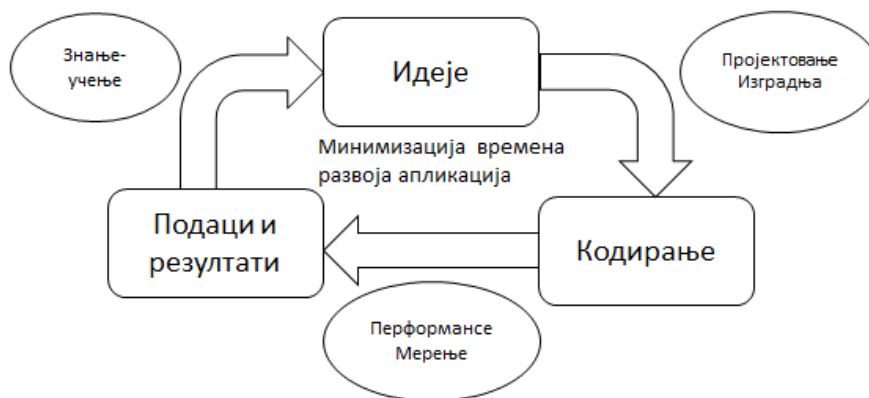 Знање-
учење
Идеје
Пројектовање
Изградња
Минимизација времена
развоја апликација
Подаци и
резултати
Кодирање
Перформансе
Мерење